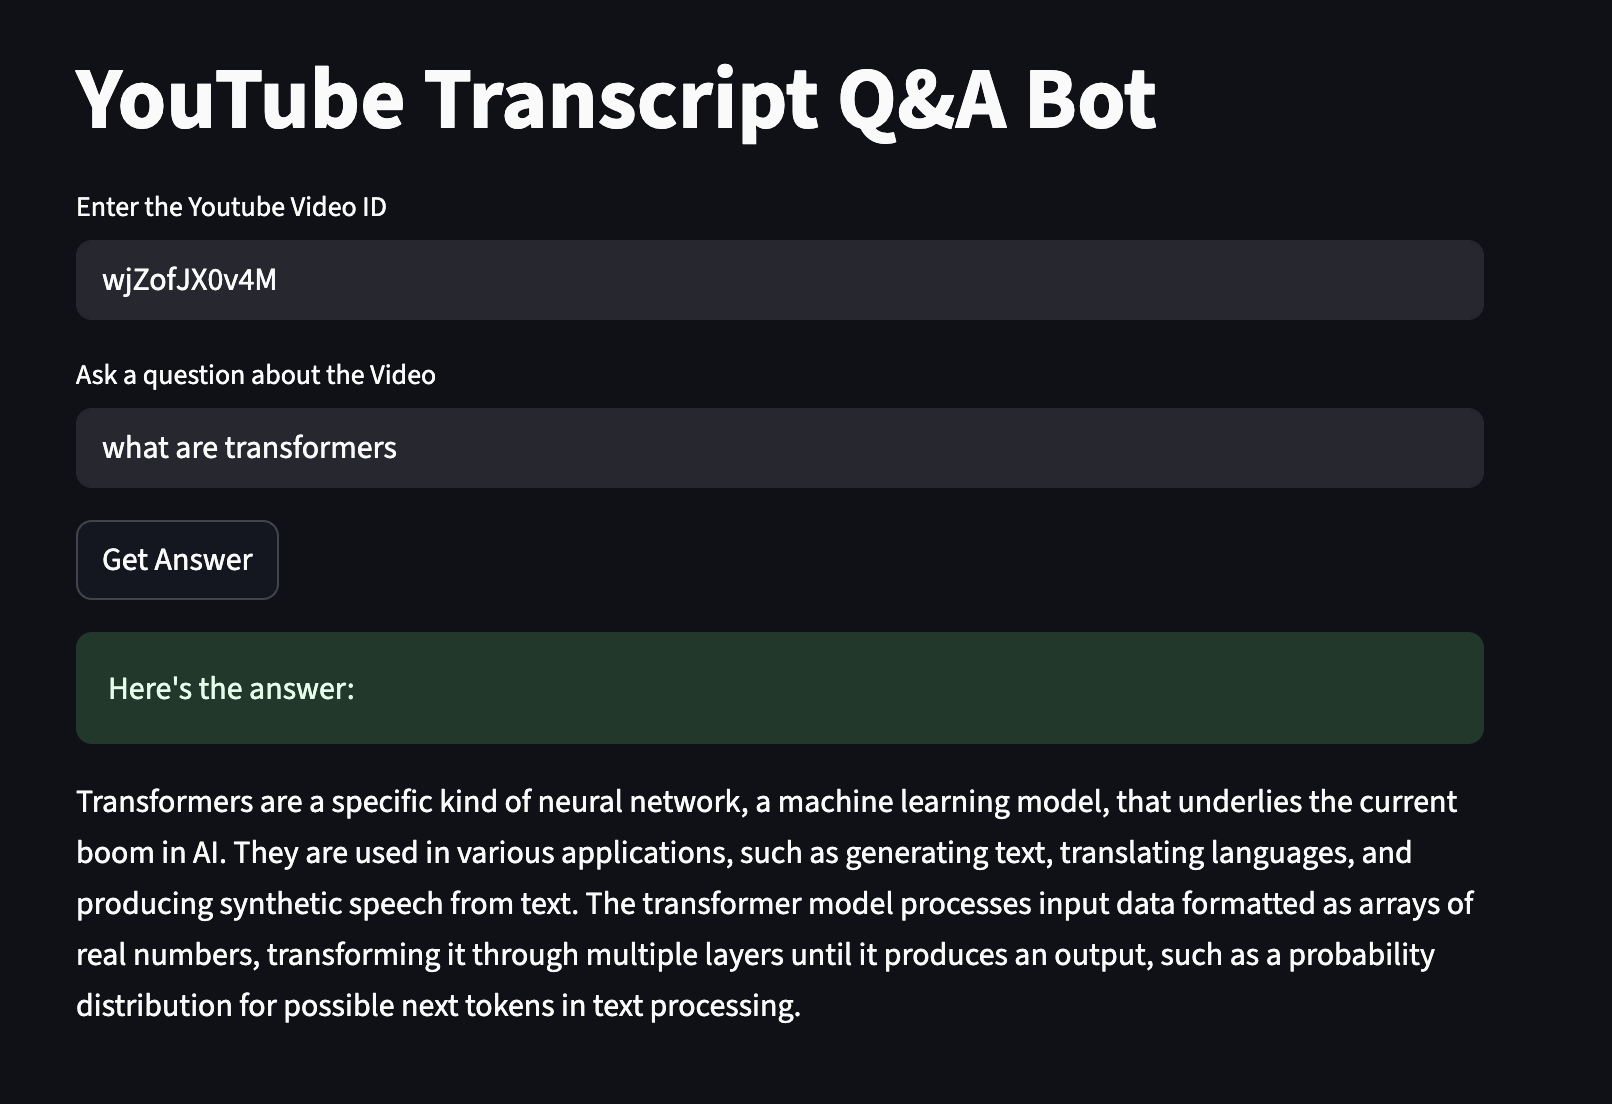 YouTube Transcript Q&A Bot
Enter the Youtube Video ID
wjZofJX0v4M
Ask a question about the Video
what are transformers
Get Answer
Here's the answer:
Transformers are a specific kind of neural network, a machine learning model, that underlies the current
boom in AI. They are used in various applications, such as generating text, translating languages, and
producing synthetic speech from text. The transformer model processes input data formatted as arrays of
real numbers, transforming it through multiple layers until it produces an output, such as a probability
distribution for possible next tokens in text processing.